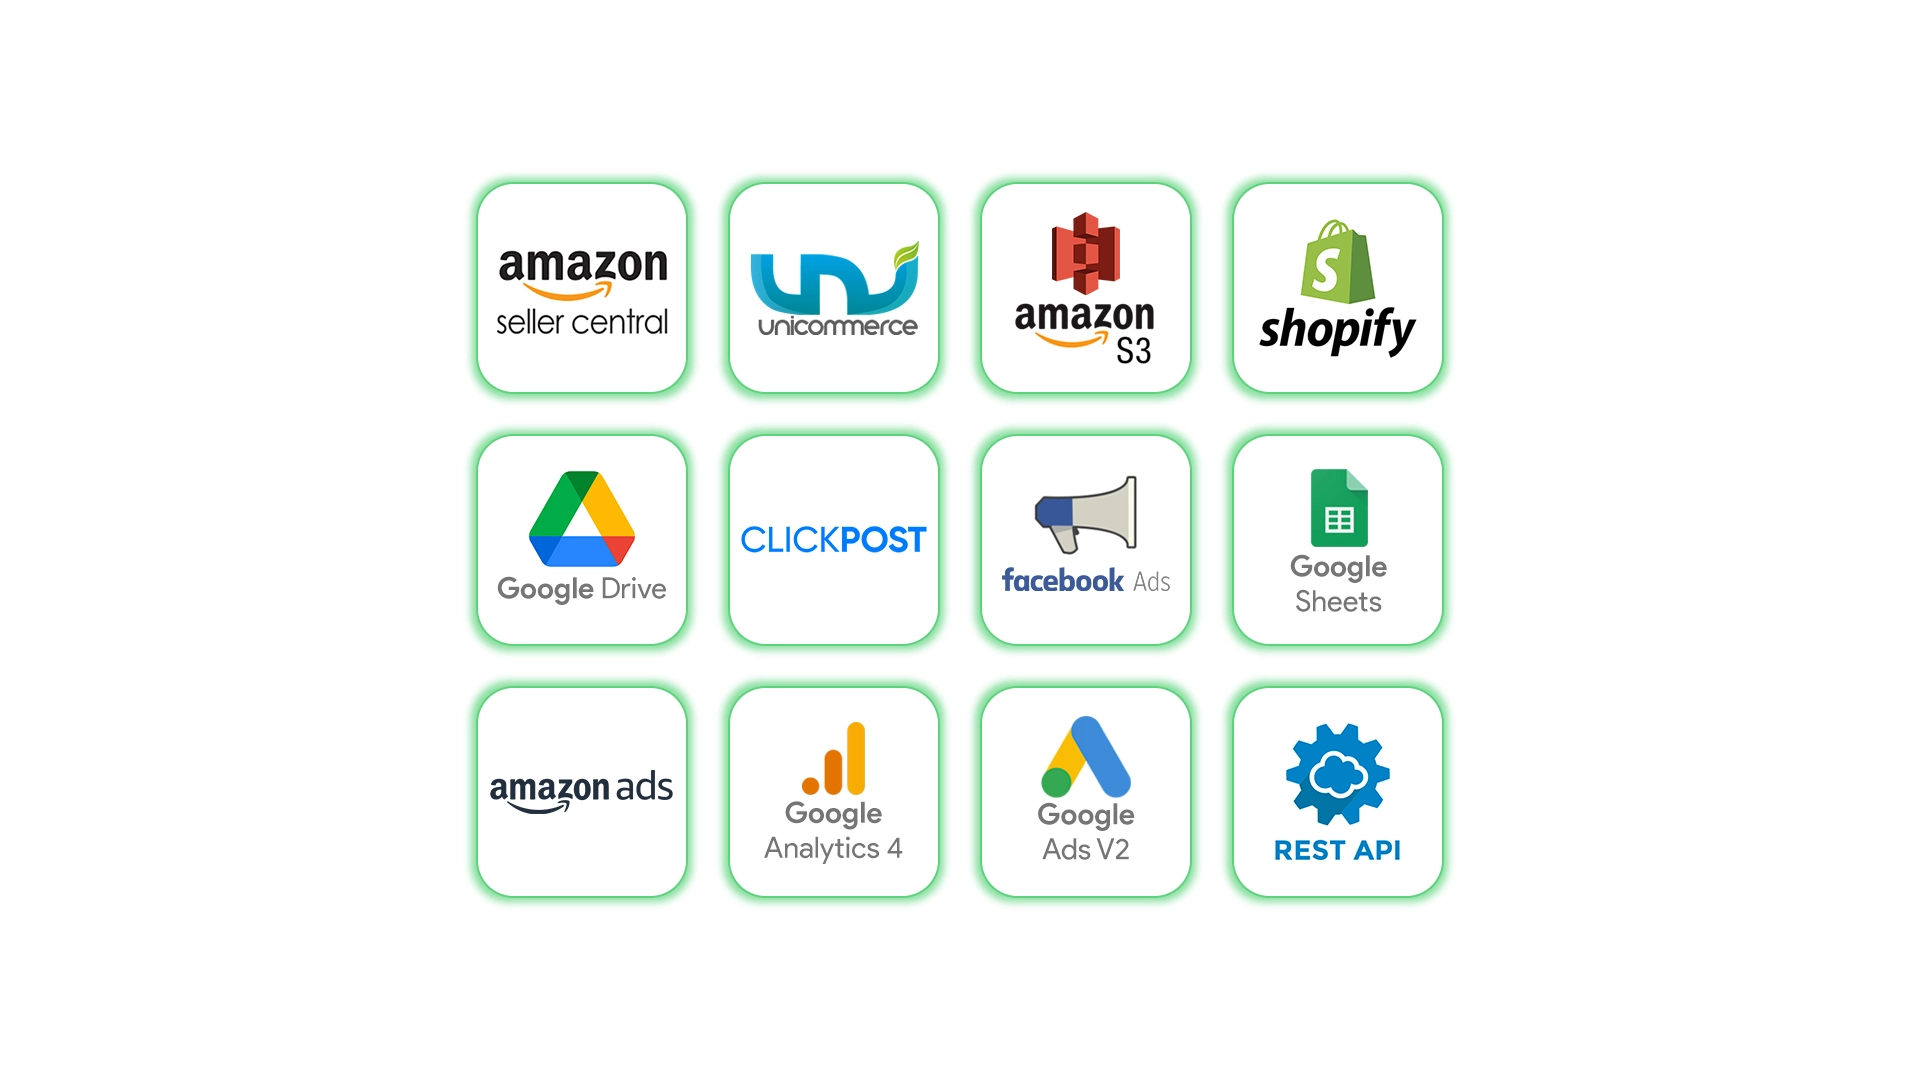 amazon
seller central
unicommerce
amazon
S3
S
shopify
Google Drive
CLICKPOST
facebook Ads
Google
Sheets
amazon ads
Google
Analytics 4
Google
Ads V2
REST API